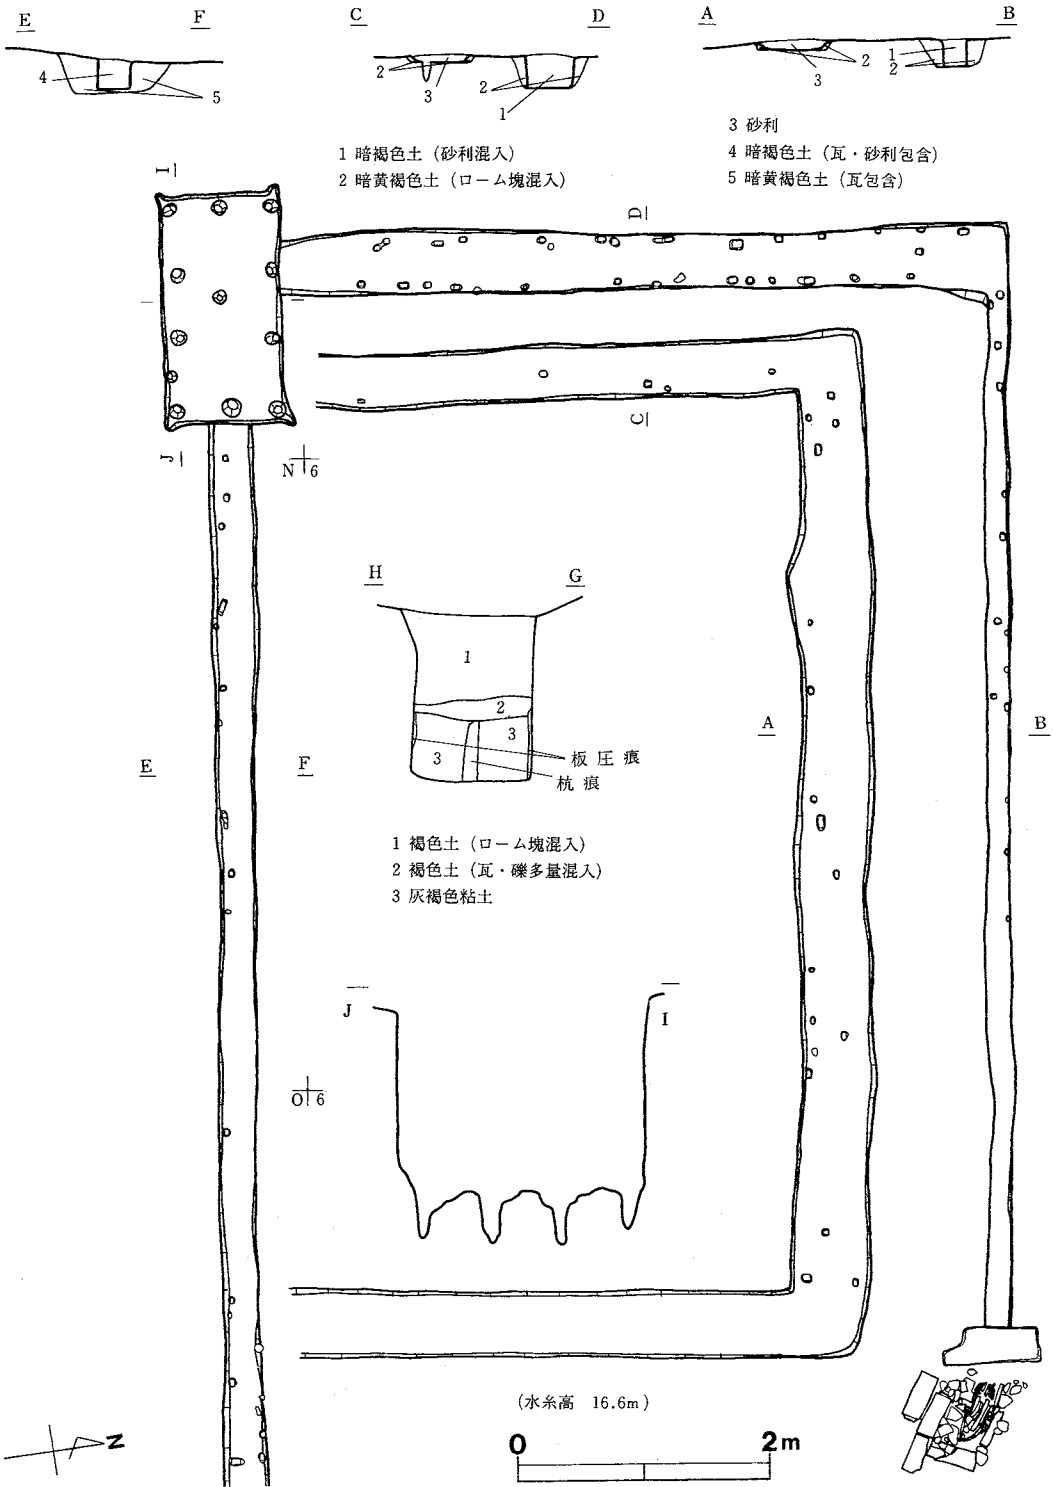 E F C D A B
4
5
2
3
2
1
3
2
1
2
1 暗褐色土 (砂利混入)
2 暗黄褐色土 (ローム塊混入)
3 砂利
4 暗褐色土 (瓦・砂利包含)
5 暗黄褐色土 (瓦包含)
I
D
C
J
N 6
H G
1
2
3
3
板圧痕
杭痕
E F A B
1 褐色土 (ローム塊混入)
2 褐色土 (瓦・礫多量混入)
3 灰褐色粘土
J I
O 6
(水糸高 16.6m)
N
0 2m